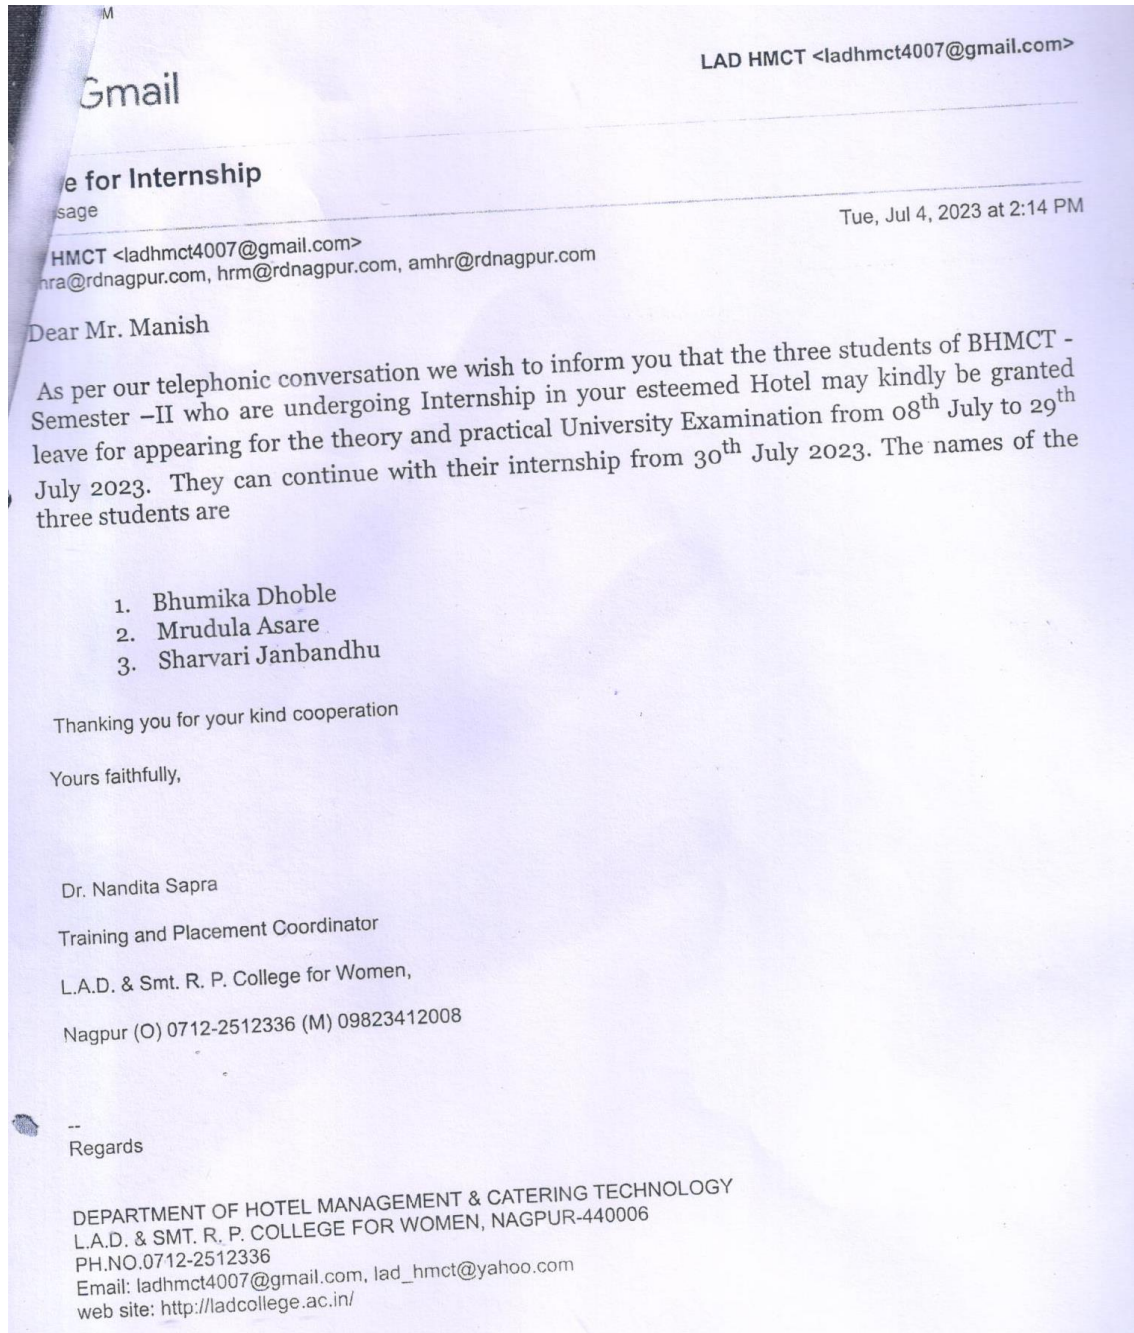 M
Gmail
LAD HMCT <ladhmct4007@gmail.com>
e for Internship
sage
Tue, Jul 4, 2023 at 2:14 PM
HMCT <ladhmct4007@gmail.com>
hra@rdnagpur.com, hrm@rdnagpur.com, amhr@rdnagpur.com
Dear Mr. Manish
As per our telephonic conversation we wish to inform you that the three students of BHMCT -
Semester –II who are undergoing Internship in your esteemed Hotel may kindly be granted
leave for appearing for the theory and practical University Examination from 08th July to 29th
July 2023. They can continue with their internship from 30th July 2023. The names of the
three students are
1. Bhumika Dhoble
2. Mrudula Asare
3. Sharvari Janbandhu
Thanking you for your kind cooperation
Yours faithfully,
Dr. Nandita Sapra
Training and Placement Coordinator
L.A.D. & Smt. R. P. College for Women,
Nagpur (O) 0712-2512336 (M) 09823412008
--
Regards
DEPARTMENT OF HOTEL MANAGEMENT & CATERING TECHNOLOGY
L.A.D. & SMT. R. P. COLLEGE FOR WOMEN, NAGPUR-440006
PH.NO.0712-2512336
Email: ladhmct4007@gmail.com, lad_hmct@yahoo.com
web site: http://ladcollege.ac.in/